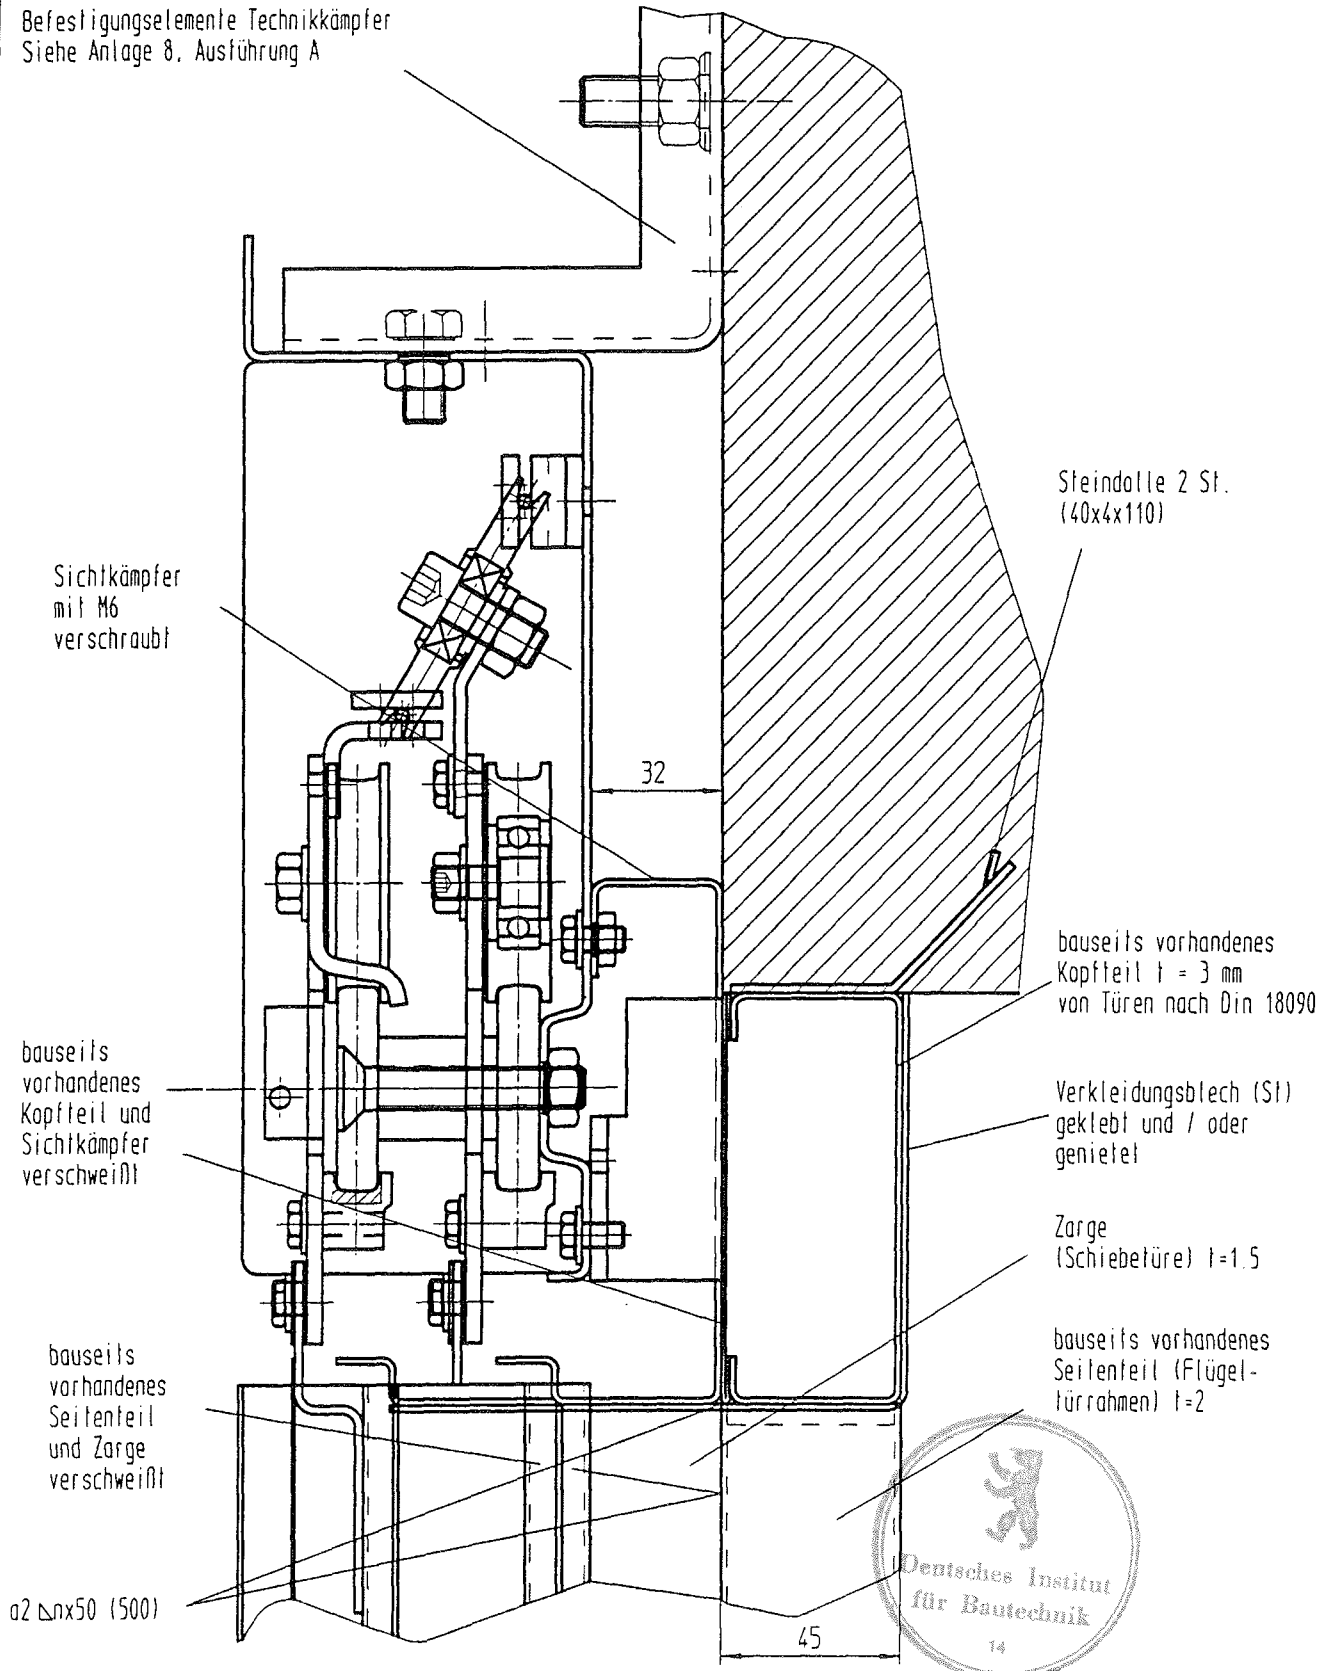 Befestigungselemente Technikkämpfer
Siehe Anlage 8, Ausführung A
Steindolle 2 St.
(40x4x110)
Sichtkämpfer
mit M6
verschraubt
32
bauseits vorhandenes
Kopfteil t = 3 mm
von Türen nach Din 18090
bauseits
vorhandenes
Kopfteil und
Sichtkämpfer
verschweißt
Verkleidungsblech (St)
geklebt und / oder
genietet
Zarge
(Schiebetüre) t=1.5
bauseits vorhandenes
Seitenteil (Flügel-
türrahmen) t=2
bauseits
vorhandenes
Seitenteil
und Zarge
verschweißt
a2 ◺nx50 (500)
45
Deutsches Institut
für Bautechnik
14